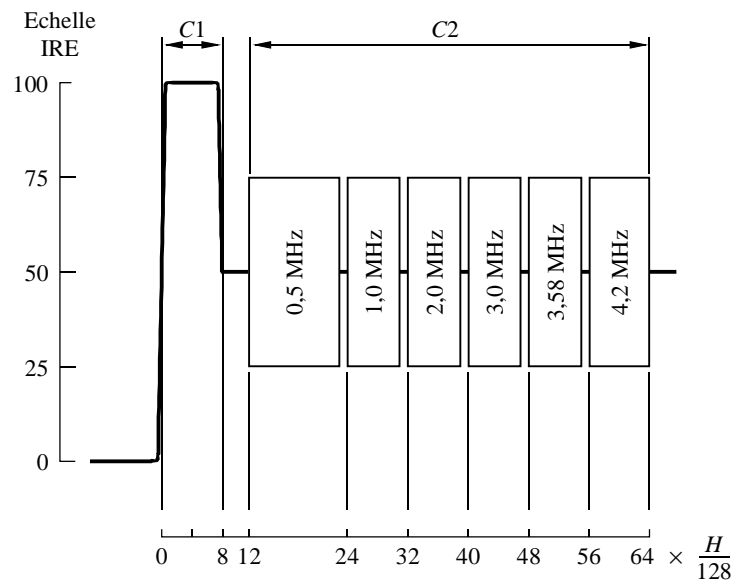 Echelle
IRE
C1
C2
100
75
50
25
0
0,5 MHz
1,0 MHz
2,0 MHz
3,0 MHz
3,58 MHz
4,2 MHz
0 8 12 24 32 40 48 56 64 × H/128